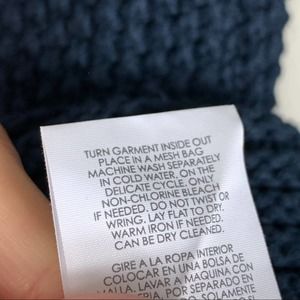 TURN GARMENT INSIDE OUT
PLACE IN A MESH BAG
MACHINE WASH SEPARATELY
IN COLD WATER, ON THE
DELICATE CYCLE. ONLY
NON-CHLORINE BLEACH
IF NEEDED. DO NOT TWIST OR
WRING. LAY FLAT TO DRY.
WARM IRON IF NEEDED.
CAN BE DRY CLEANED.
GIRE A LA ROPA INTERIOR
COLOCAR EN UNA BOLSA DE
MALLA, LAVAR A MAQUINA CON
POR SEPARADO EN
SOLAMENTE